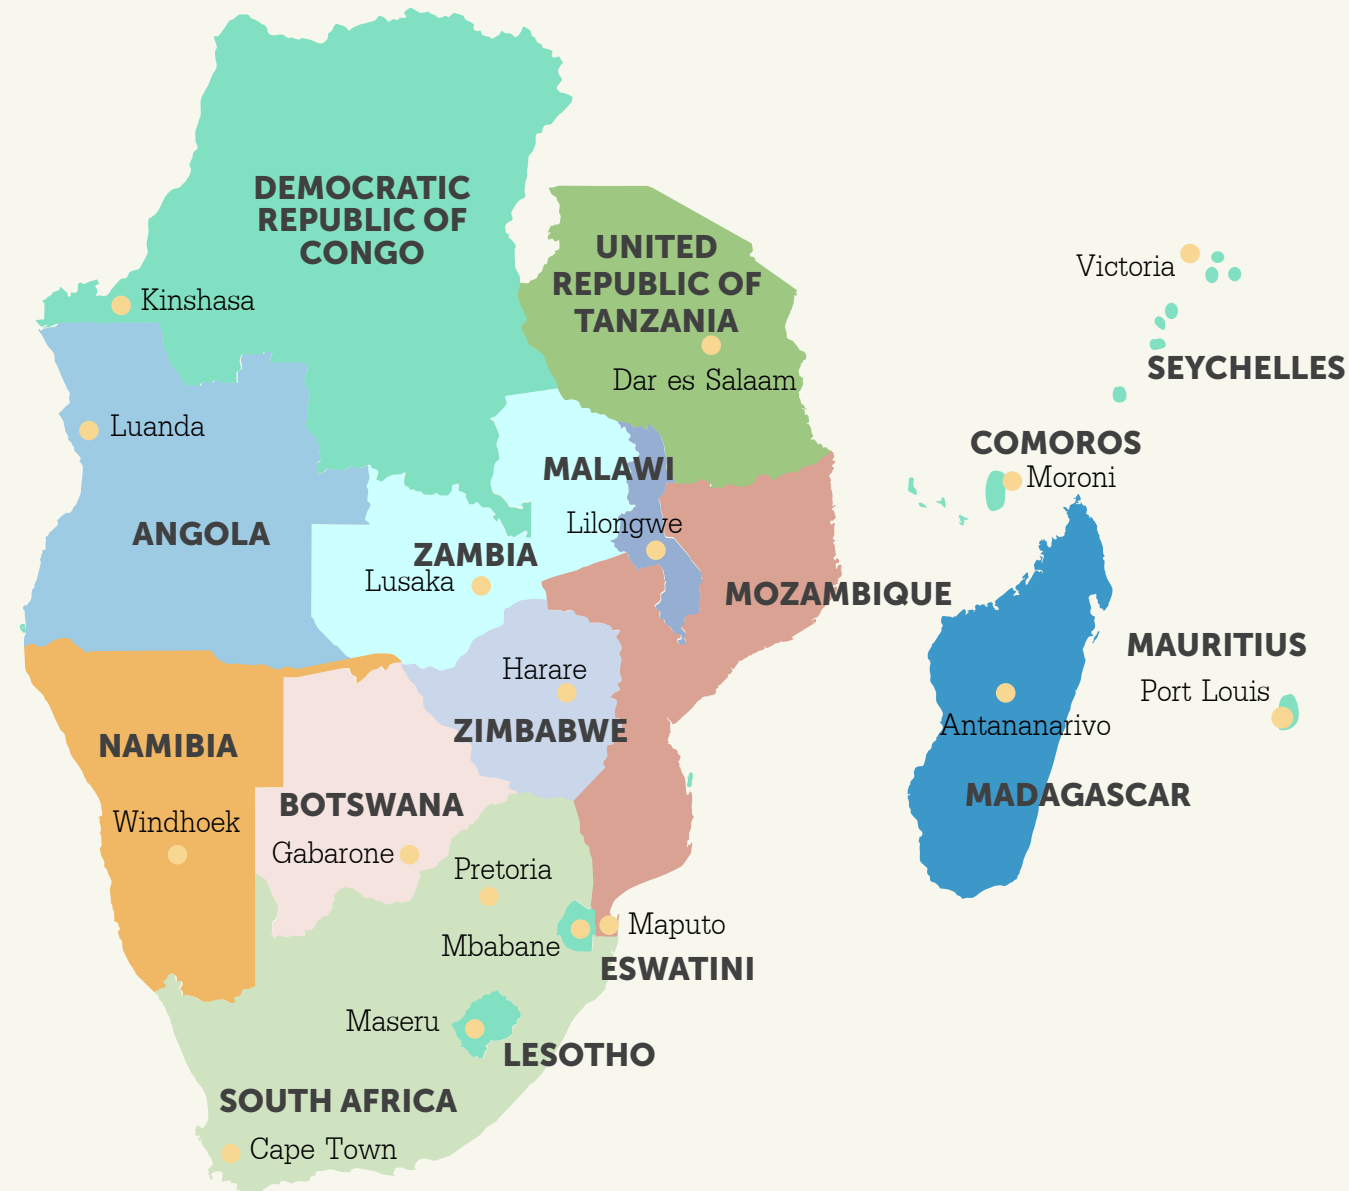 DEMOCRATIC
REPUBLIC OF
CONGO
Kinshasa
UNITED
REPUBLIC OF
TANZANIA
Dar es Salaam
Victoria
SEYCHELLES
Luanda
ANGOLA
MALAWI
Lilongwe
ZAMBIA
Lusaka
COMOROS
Moroni
MOZAMBIQUE
MAURITIUS
Port Louis
Antananarivo
MADAGASCAR
Harare
ZIMBABWE
NAMIBIA
Windhoek
BOTSWANA
Gabarone
Pretoria
Maputo
Mbabane
ESWATINI
Maseru
LESOTHO
SOUTH AFRICA
Cape Town